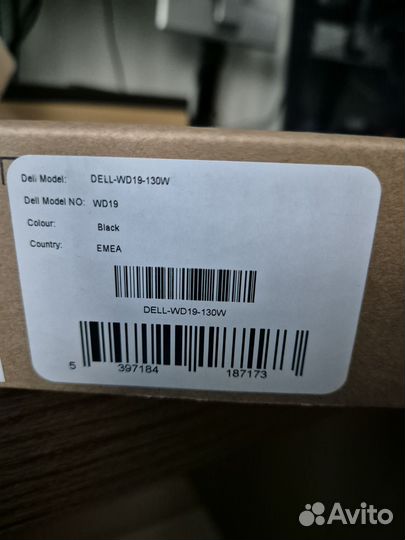 Dell Model: DELL-WD19-130W
Dell Model NO: WD19
Colour: Black
Country: EMEA
DELL-WD19-130W
5 397184 187173
Avito